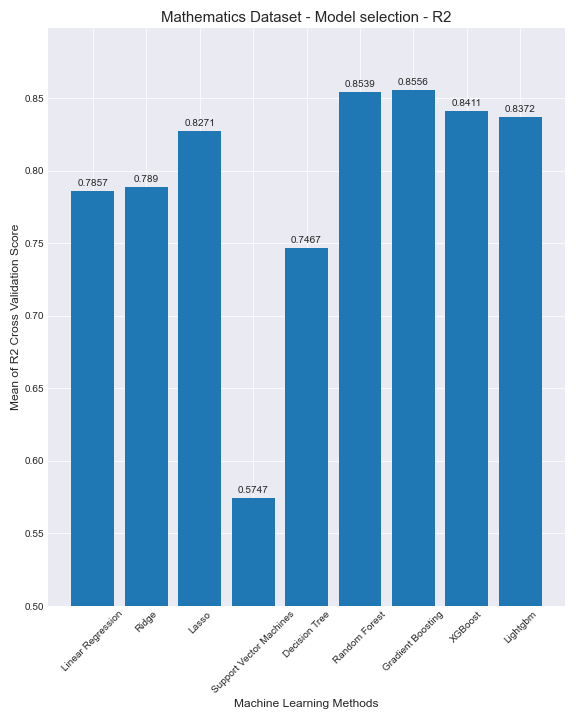 Mathematics Dataset - Model selection - R2
Mean of R2 Cross Validation Score
0.85
0.80
0.75
0.70
0.65
0.60
0.55
0.50
0.7857
0.789
0.8271
0.5747
0.7467
0.8539
0.8556
0.8411
0.8372
Linear Regression
Ridge
Lasso
Support Vector Machines
Decision Tree
Random Forest
Gradient Boosting
XGBoost
Lightgbm
Machine Learning Methods